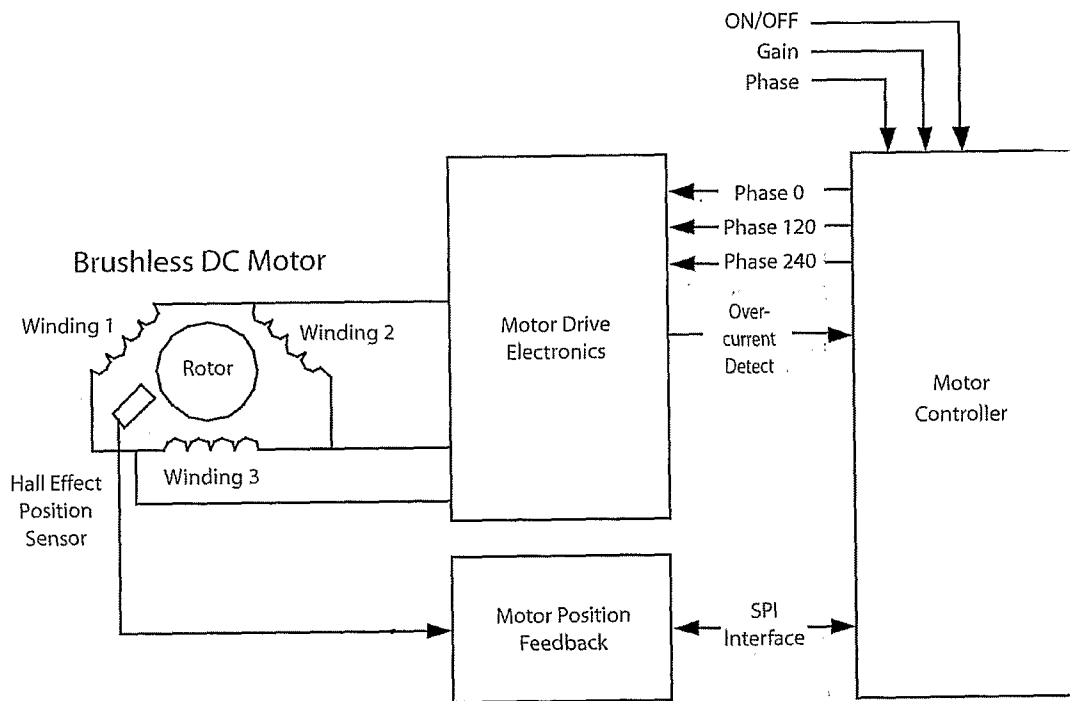 ON/OFF
Gain
Phase
Phase 0
Phase 120
Phase 240
Brushless DC Motor
Winding 1
Winding 2
Rotor
Motor Drive
Electronics
Over-
current
Detect
Motor
Controller
Winding 3
Hall Effect
Position
Sensor
Motor Position
Feedback
SPI
Interface